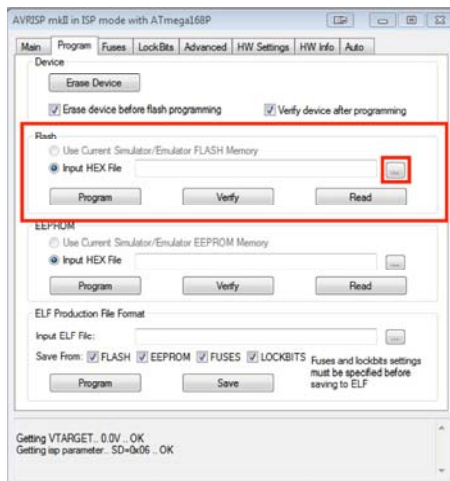 AVRISP mkII in ISP mode with ATmega168P
Main Program Fuses LockBits Advanced HW Settings HW Info Auto
Device
Erase Device
Erase device before flash programming Verify device after programming
Flash
Use Current Simulator/Emulator FLASH Memory
Input HEX File ...
Program Verify Read
EEPROM
Use Current Simulator/Emulator EEPROM Memory
Input HEX File ...
Program Verify Read
ELF Production File Format
Input ELF File: ...
Save From: FLASH EEPROM FUSES LOCKBITS Fuses and lockbits settings
must be specified before
Program Save saving to ELF
Getting VTARGET.. 0.0V .. OK
Getting isp parameter.. SD=0x06 .. OK